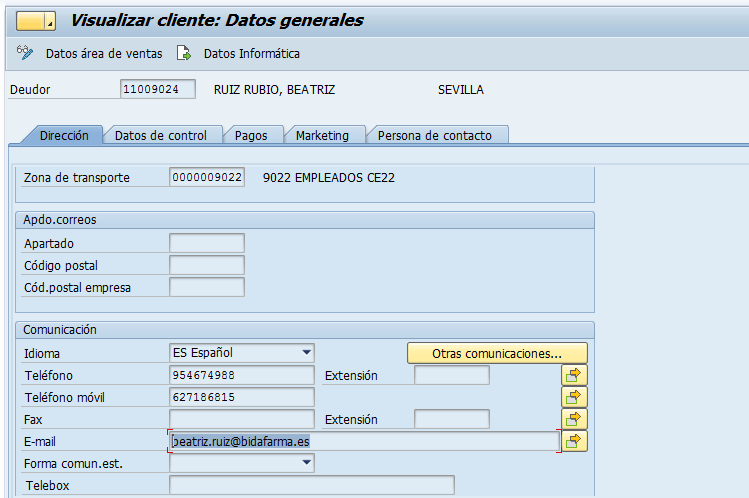 Visualizar cliente: Datos generales
Datos área de ventas Datos Informática
Deudor 11009024 RUIZ RUBIO, BEATRIZ SEVILLA
Dirección Datos de control Pagos Marketing Persona de contacto
Zona de transporte 0000009022 9022 EMPLEADOS CE22
Apdo.correos
Apartado
Código postal
Cód.postal empresa
Comunicación
Idioma ES Español Otras comunicaciones...
Teléfono 954674988 Extensión
Teléfono móvil 627186815
Fax Extensión
E-mail beatriz.ruiz@bidafarma.es
Forma comun.est.
Telebox